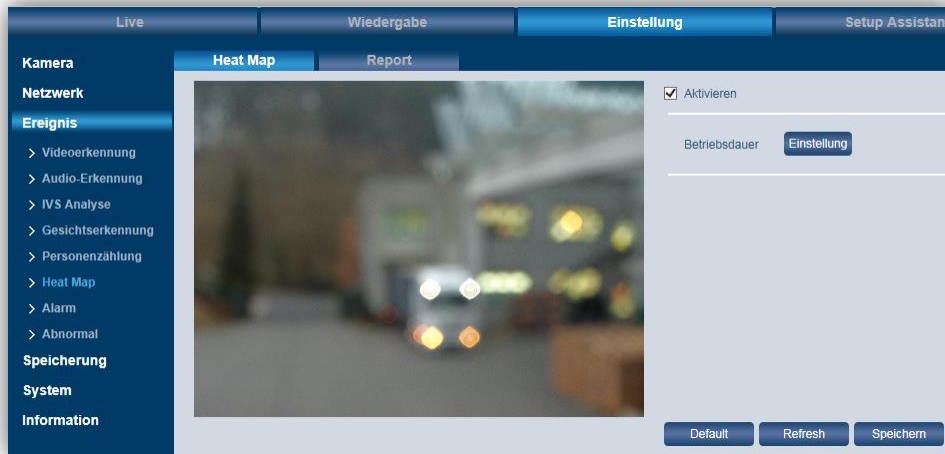 Live Wiedergabe Einstellung Setup Assistan
Kamera
Netzwerk
Ereignis
Videoerkennung
Audio-Erkennung
IVS Analyse
Gesichtserkennung
Personenzählung
Heat Map
Alarm
Abnormal
Speicherung
System
Information
Heat Map Report
Aktivieren
Betriebsdauer Einstellung
Default Refresh Speichern